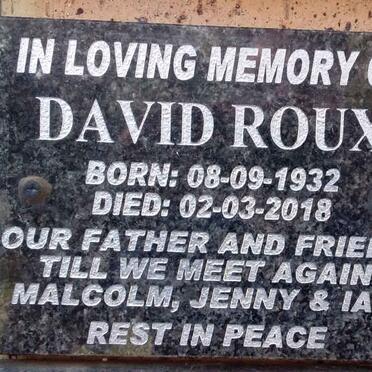 IN LOVING MEMORY O
DAVID ROUX
BORN: 08-09-1932
DIED: 02-03-2018
OUR FATHER AND FRIE
TILL WE MEET AGAIN
MALCOLM, JENNY & IA
REST IN PEACE